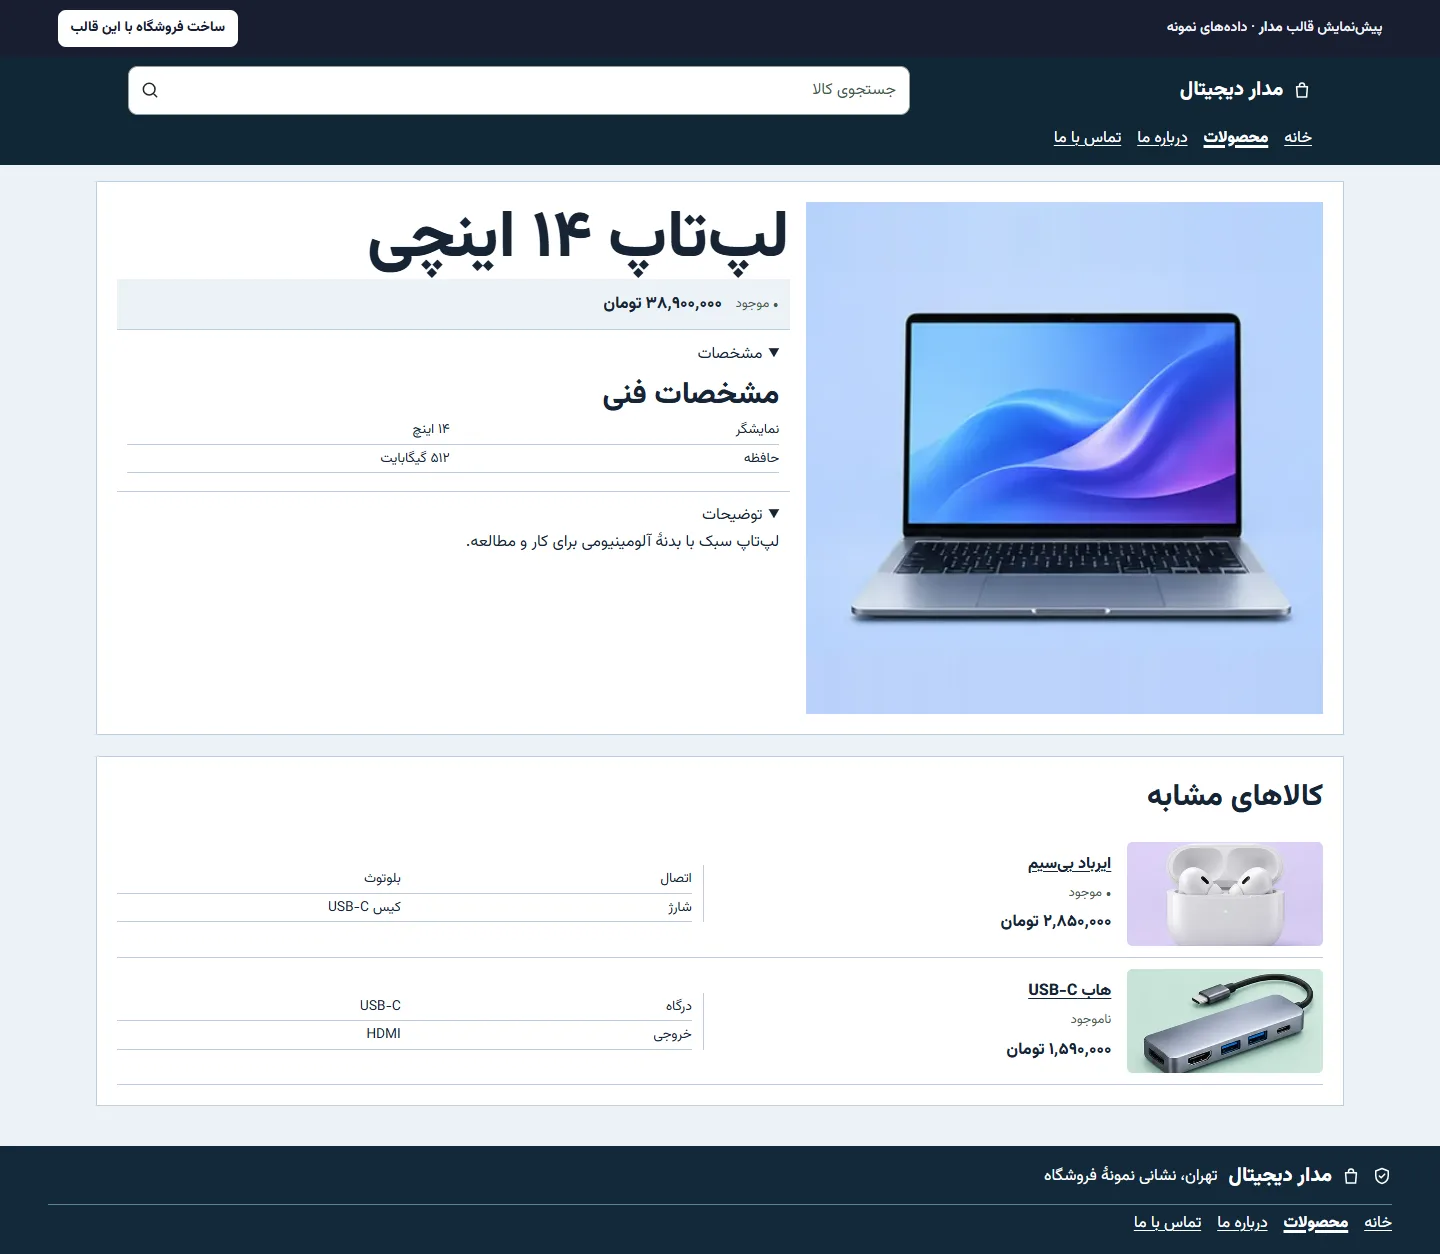 پیش‌نمایش قالب مدار · داده‌های نمونه
ساخت فروشگاه با این قالب
مدار دیجیتال
جستجوی کالا
خانه محصولات درباره ما تماس با ما
لپ‌تاپ ۱۴ اینچی
• موجود ۳۸,۹۰۰,۰۰۰ تومان
مشخصات
مشخصات فنی
نمایشگر ۱۴ اینچ
حافظه ۵۱۲ گیگابایت
توضیحات
لپ‌تاپ سبک با بدنهٔ آلومینیومی برای کار و مطالعه.
کالاهای مشابه
ایرباد بی‌سیم
• موجود
۲,۸۵۰,۰۰۰ تومان
اتصال بلوتوث
شارژ کیس USB-C
هاب USB-C
ناموجود
۱,۵۹۰,۰۰۰ تومان
درگاه USB-C
خروجی HDMI
مدار دیجیتال تهران، نشانی نمونهٔ فروشگاه
خانه محصولات درباره ما تماس با ما